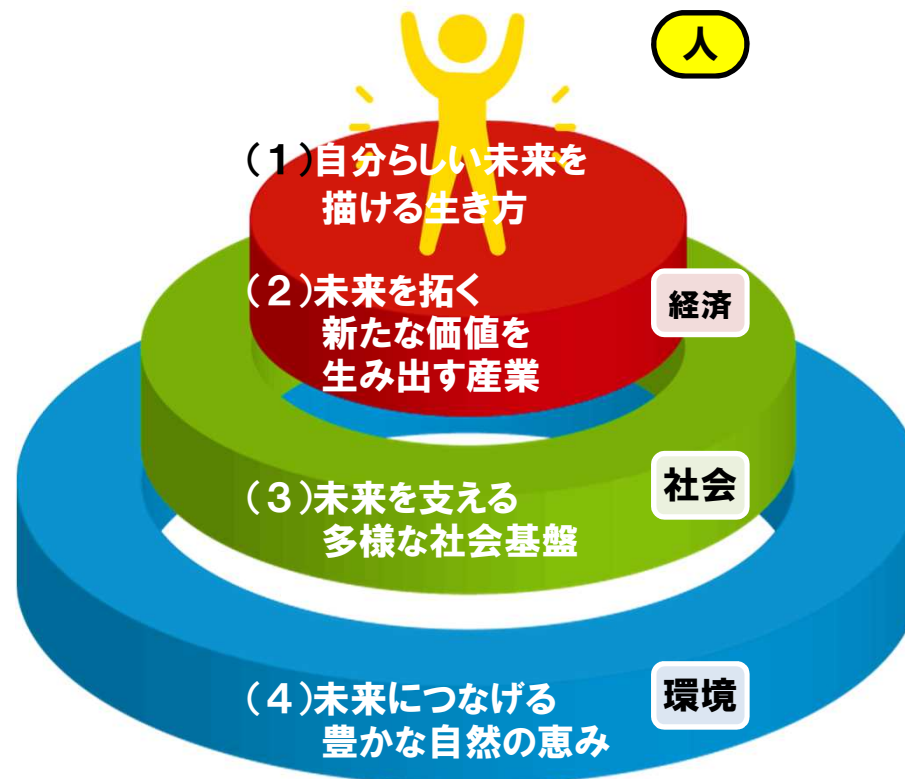 人
（１）自分らしい未来を
描ける生き方
（２）未来を拓く
新たな価値を
生み出す産業
経済
（３）未来を支える
多様な社会基盤
社会
（４）未来につなげる
豊かな自然の恵み
環境